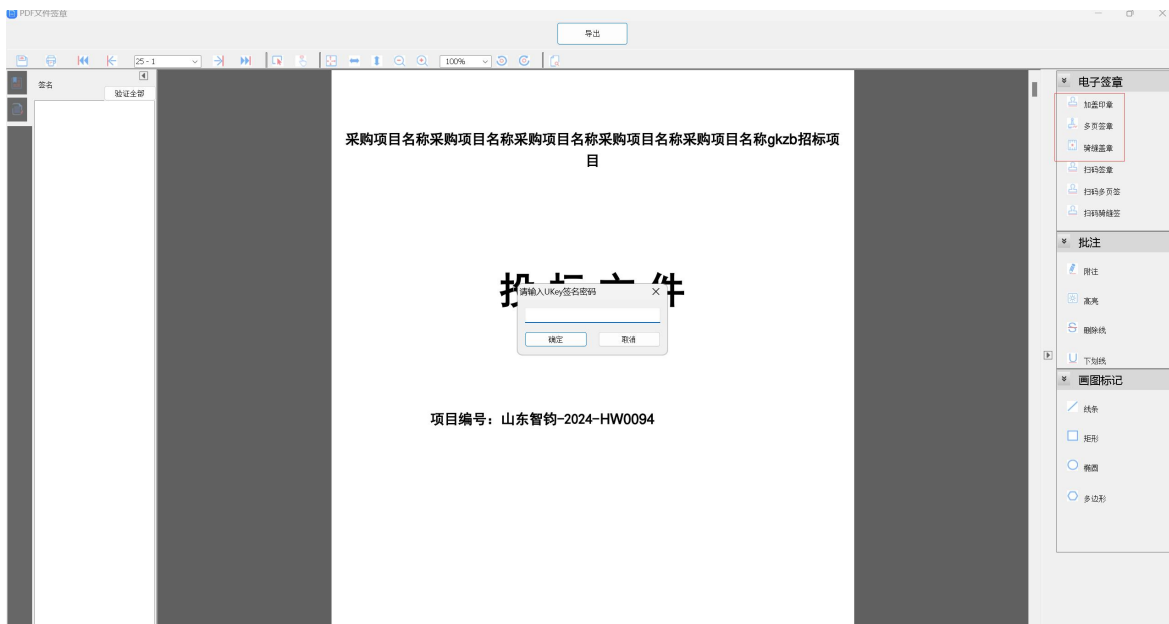 PDF文件签章
导出
25 - 1
100%
签名
验证全部
采购项目名称采购项目名称采购项目名称采购项目名称采购项目名称gkzb招标项
目
投标文件
请输入UKey签名密码
确定
取消
项目编号：山东智钧-2024-HW0094
电子签章
加盖印章
多页签章
骑缝盖章
扫码签章
扫码多页签
扫码骑缝签
批注
附注
高亮
删除线
下划线
画图标记
线条
矩形
椭圆
多边形